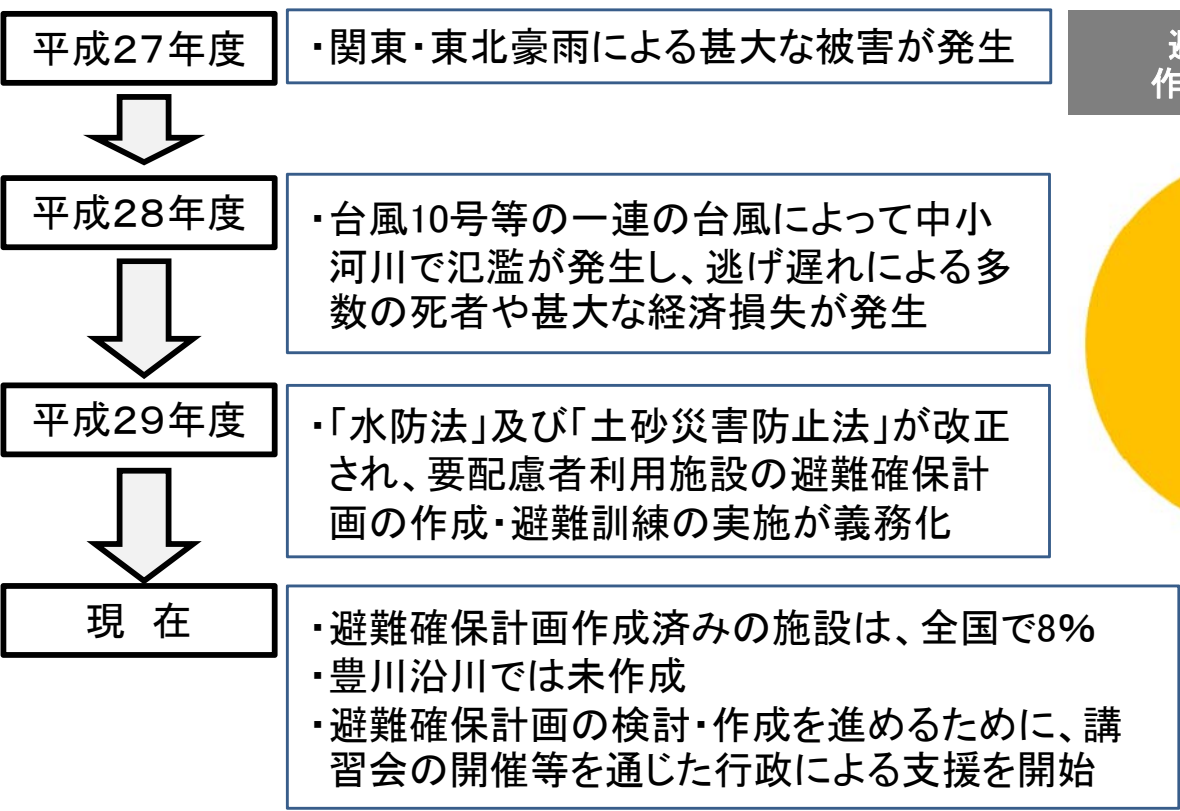 平成27年度
・関東・東北豪雨による甚大な被害が発生
作
平成28年度
・台風10号等の一連の台風によって中小
河川で氾濫が発生し、逃げ遅れによる多
数の死者や甚大な経済損失が発生
平成29年度
・「水防法」及び「土砂災害防止法」が改正
され、要配慮者利用施設の避難確保計
画の作成・避難訓練の実施が義務化
現 在
・避難確保計画作成済みの施設は、全国で8%
・豊川沿川では未作成
・避難確保計画の検討・作成を進めるために、講
習会の開催等を通じた行政による支援を開始